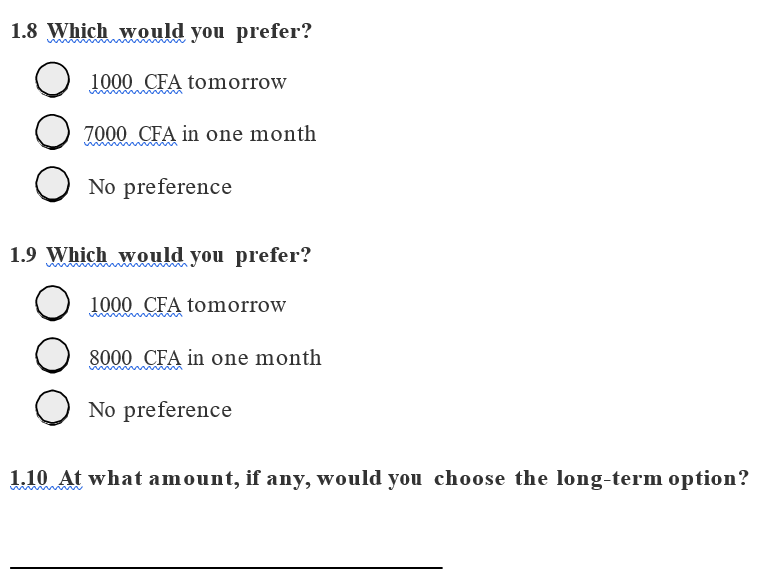 1.8 Which would you prefer?
1000 CFA tomorrow
7000 CFA in one month
No preference
1.9 Which would you prefer?
1000 CFA tomorrow
8000 CFA in one month
No preference
1.10 At what amount, if any, would you choose the long-term option?